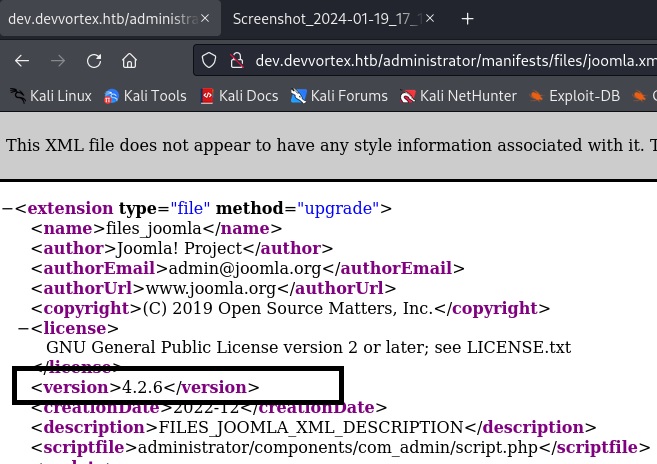 dev.devvortex.htb/administra
Screenshot_2024-01-19_17_1
dev.devvortex.htb/administrator/manifests/files/joomla.xm
Kali Linux Kali Tools Kali Docs Kali Forums Kali NetHunter Exploit-DB
This XML file does not appear to have any style information associated with it. T
−<extension type="file" method="upgrade">
<name>files_joomla</name>
<author>Joomla! Project</author>
<authorEmail>admin@joomla.org</authorEmail>
<authorUrl>www.joomla.org</authorUrl>
<copyright>(C) 2019 Open Source Matters, Inc.</copyright>
−<license>
GNU General Public License version 2 or later; see LICENSE.txt
</license>
<version>4.2.6</version>
<creationDate>2022-12</creationDate>
<description>FILES_JOOMLA_XML_DESCRIPTION</description>
<scriptfile>administrator/components/com_admin/script.php</scriptfile>